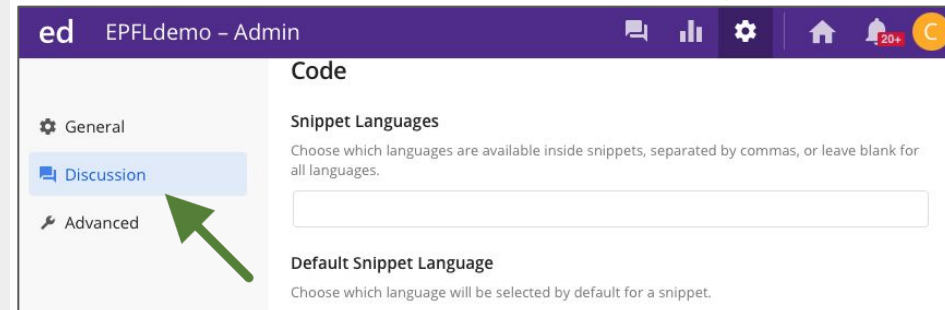 ed EPFLdemo – Admin 20+ C
General
Discussion
Advanced
Code
Snippet Languages
Choose which languages are available inside snippets, separated by commas, or leave blank for
all languages.
Default Snippet Language
Choose which language will be selected by default for a snippet.